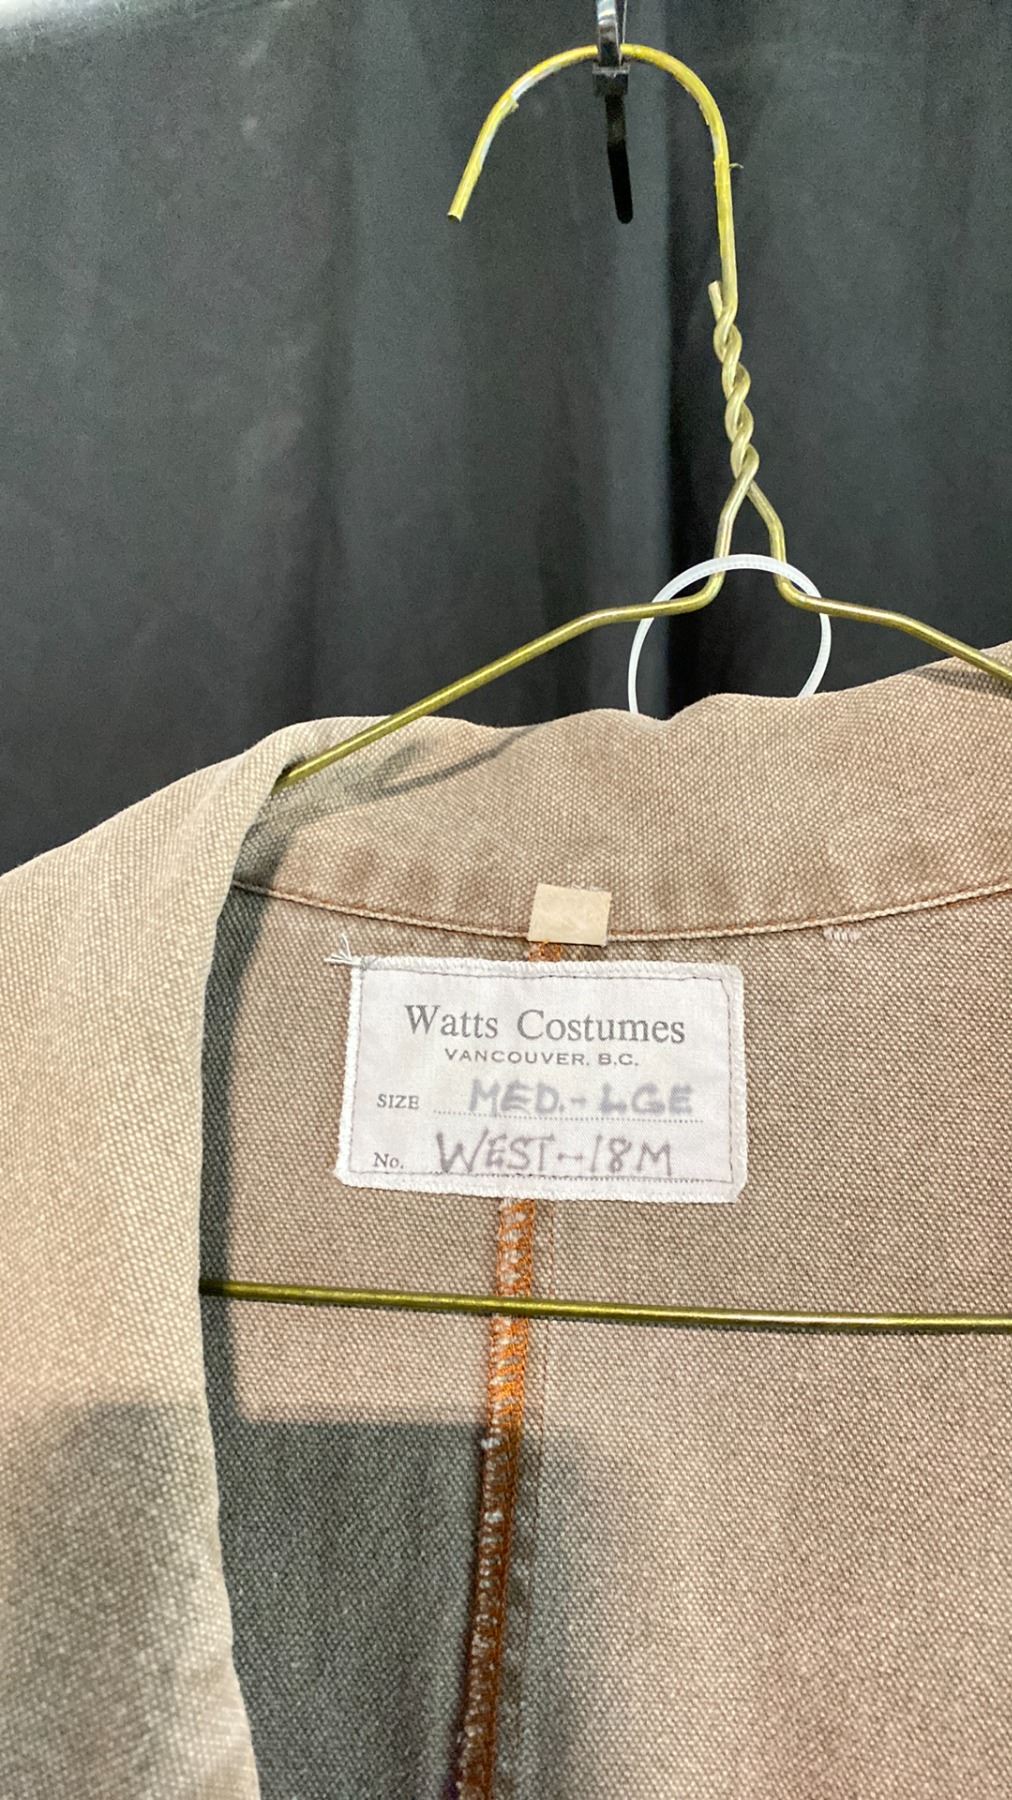 Watts Costumes
VANCOUVER, B.C.
SIZE MED.-LGE
No. WEST-18M